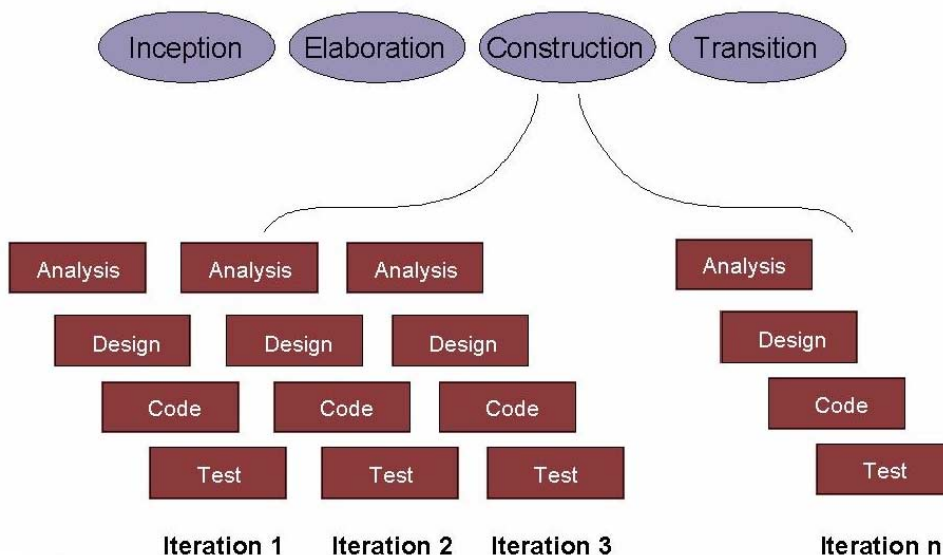 Inception Elaboration Construction Transition
Analysis Analysis Analysis Analysis
Design Design Design Design
Code Code Code Code
Test Test Test Test
Iteration 1 Iteration 2 Iteration 3 Iteration n